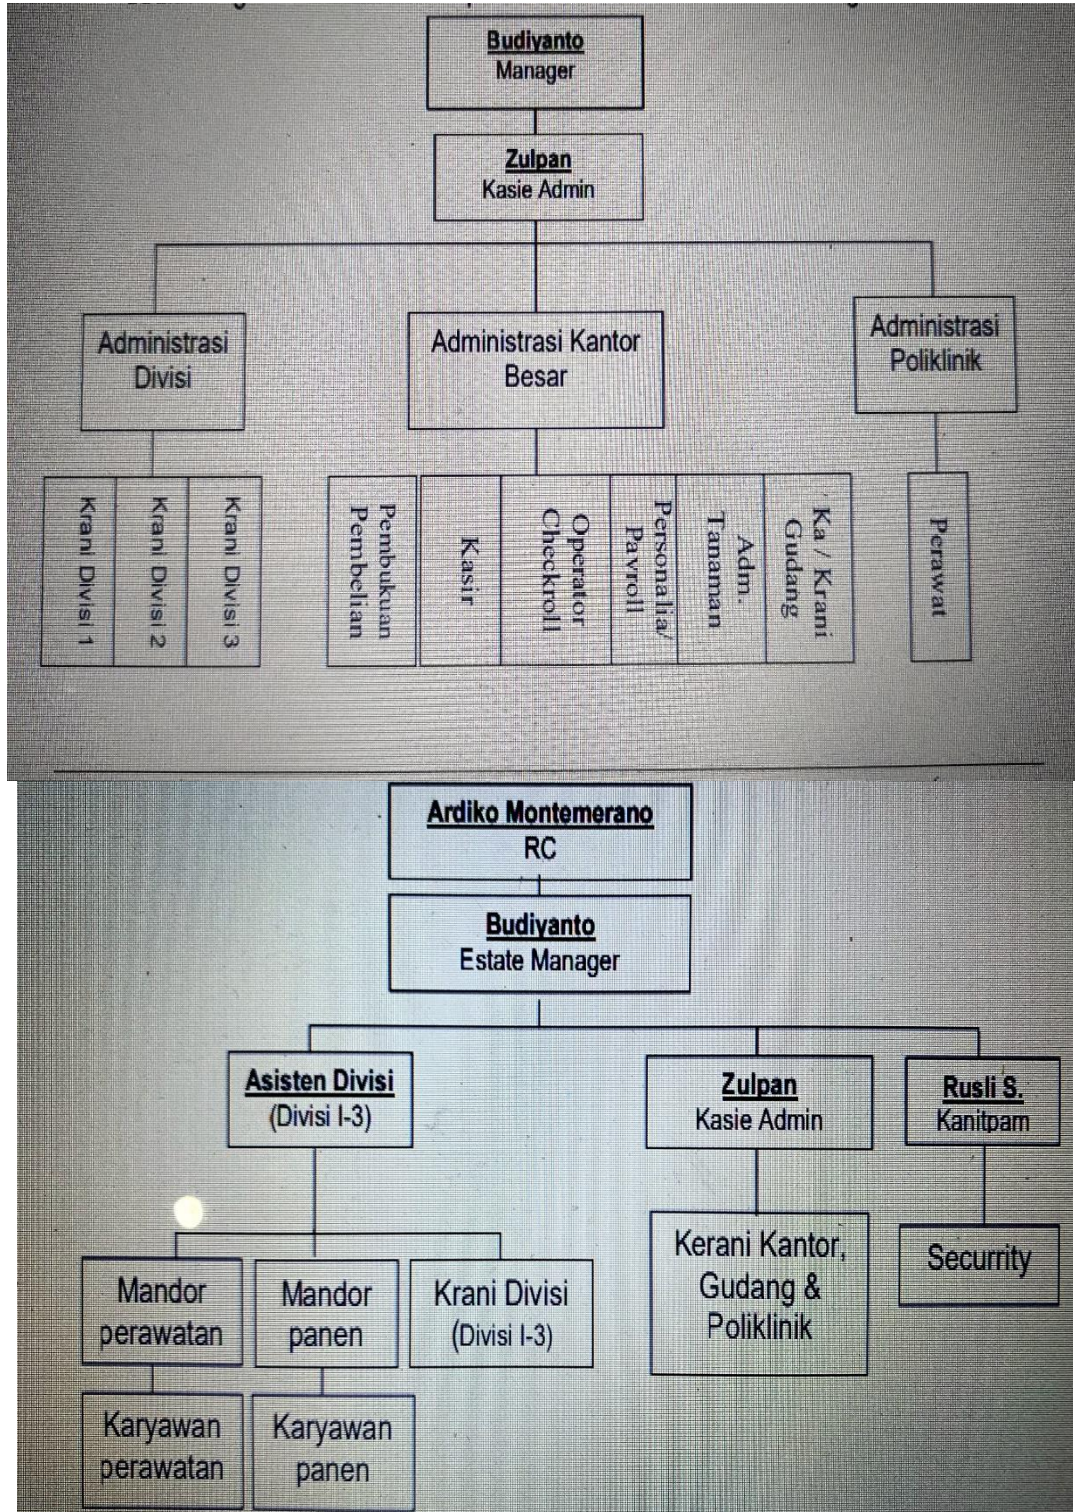 Budiyanto
Manager
Zulpan
Kasie Admin
Administrasi
Divisi
Administrasi Kantor
Besar
Administrasi
Poliklinik
Krani Divisi 1
Krani Divisi 2
Krani Divisi 3
Pembukuan
Pembelian
Kasir
Operator
Checkroll
Personalia/
Payroll
Adm.
Tanaman
Ka / Krani
Gudang
Perawat
Ardiko Montemerano
RC
Budiyanto
Estate Manager
Asisten Divisi
(Divisi I-3)
Zulpan
Kasie Admin
Rusli S.
Kanitpam
Mandor
perawatan
Mandor
panen
Krani Divisi
(Divisi I-3)
Kerani Kantor,
Gudang &
Poliklinik
Securrity
Karyawan
perawatan
Karyawan
panen